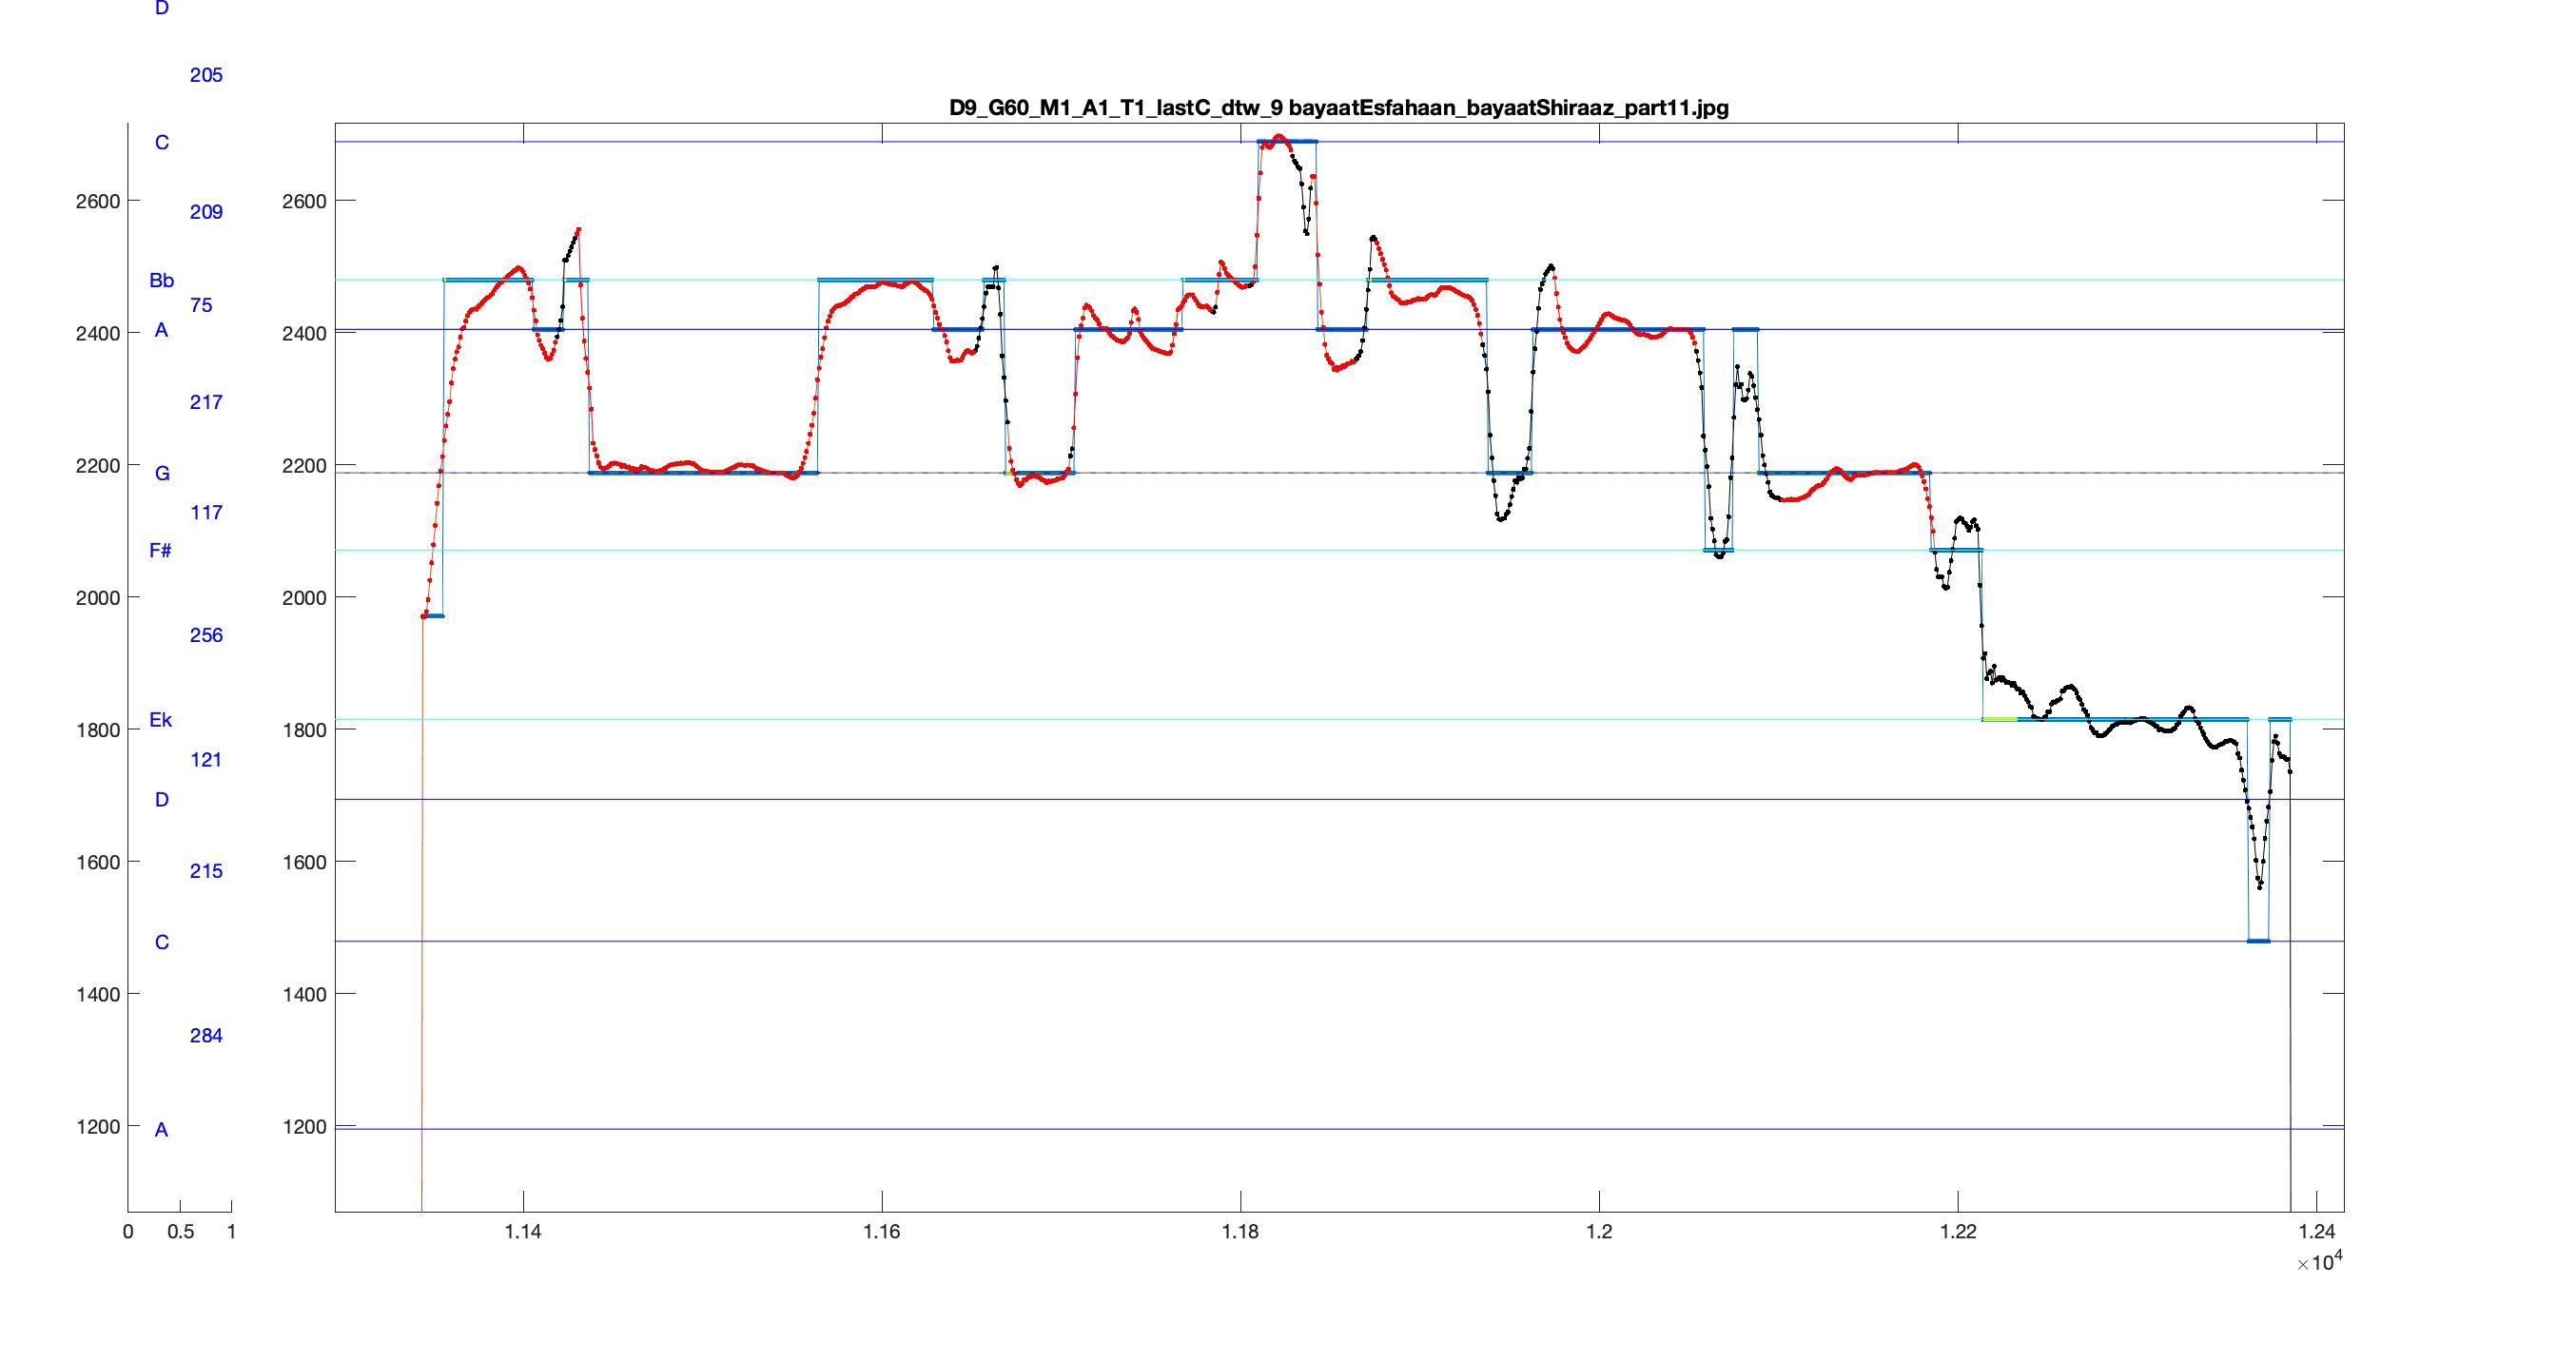 D
205
D9_G60_M1_A1_T1_lastC_dtw_9 bayaatEsfahaan_bayaatShiraaz_part11.jpg
C
2600 2600
209
Bb
75
2400 A 2400
217
2200 G 2200
117
F#
2000 2000
256
Ek
1800 1800
121
D
1600 215 1600
C
1400 1400
284
1200 A 1200
0 0.5 1 1.14 1.16 1.18 1.2 1.22 1.24
×10⁴